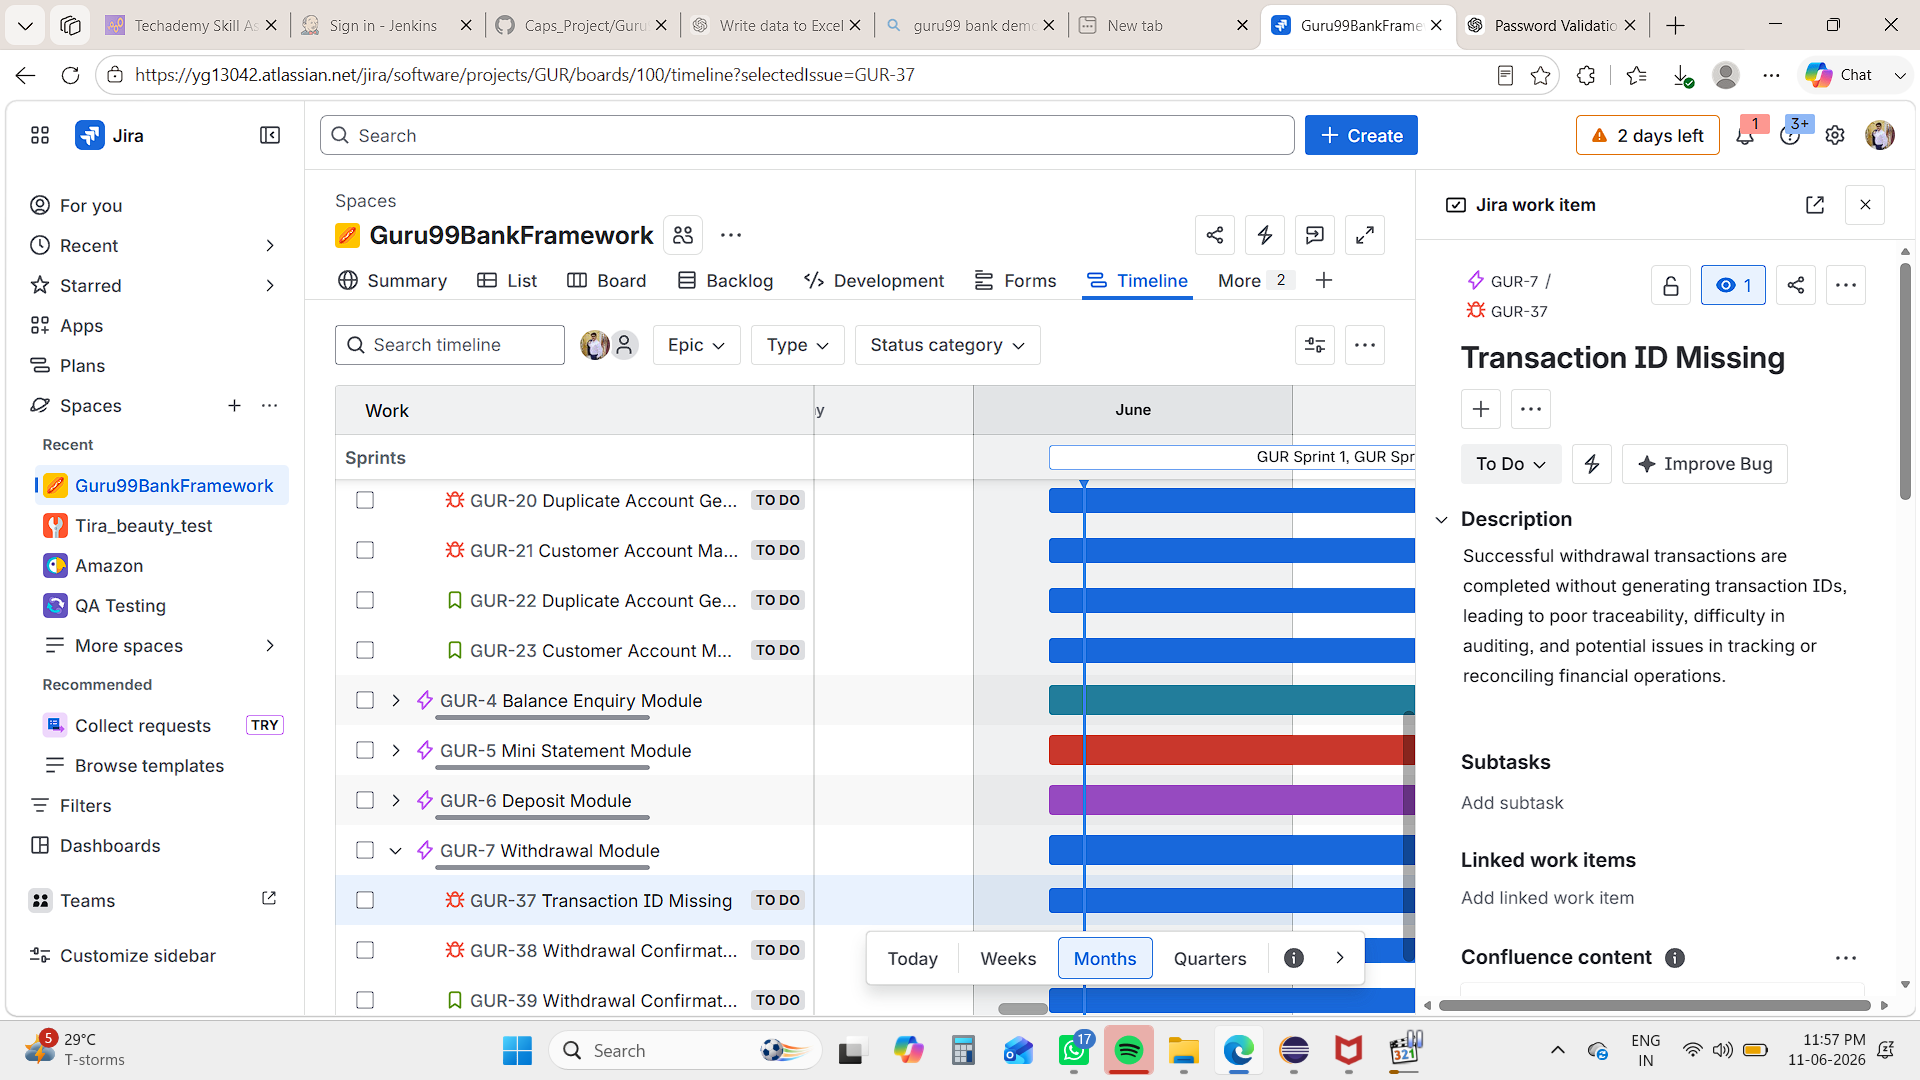 Techademy Skill As
Sign in - Jenkins
Caps_Project/Guru
Write data to Excel
guru99 bank demo
New tab
Guru99BankFrame
Password Validatio
https://yg13042.atlassian.net/jira/software/projects/GUR/boards/100/timeline?selectedIssue=GUR-37
Chat
Jira
Search
Create
2 days left
1
3+
For you
Recent
Starred
Apps
Plans
Spaces
Recent
Guru99BankFramework
Tira_beauty_test
Amazon
QA Testing
More spaces
Recommended
Collect requests
TRY
Browse templates
Filters
Dashboards
Teams
Customize sidebar
Spaces
Guru99BankFramework
Summary
List
Board
Backlog
Development
Forms
Timeline
More 2
Search timeline
Epic
Type
Status category
Work
y
June
Sprints
GUR Sprint 1, GUR Spr
GUR-20 Duplicate Account Ge... TO DO
GUR-21 Customer Account Ma... TO DO
GUR-22 Duplicate Account Ge... TO DO
GUR-23 Customer Account M... TO DO
GUR-4 Balance Enquiry Module
GUR-5 Mini Statement Module
GUR-6 Deposit Module
GUR-7 Withdrawal Module
GUR-37 Transaction ID Missing TO DO
GUR-38 Withdrawal Confirmat... TO DO
GUR-39 Withdrawal Confirmat... TO DO
Today
Weeks
Months
Quarters
Jira work item
GUR-7 /
GUR-37
1
Transaction ID Missing
To Do
Improve Bug
Description
Successful withdrawal transactions are
completed without generating transaction IDs,
leading to poor traceability, difficulty in
auditing, and potential issues in tracking or
reconciling financial operations.
Subtasks
Add subtask
Linked work items
Add linked work item
Confluence content
5
29°C
T-storms
Search
17
321
ENG
IN
11:57 PM
11-06-2026